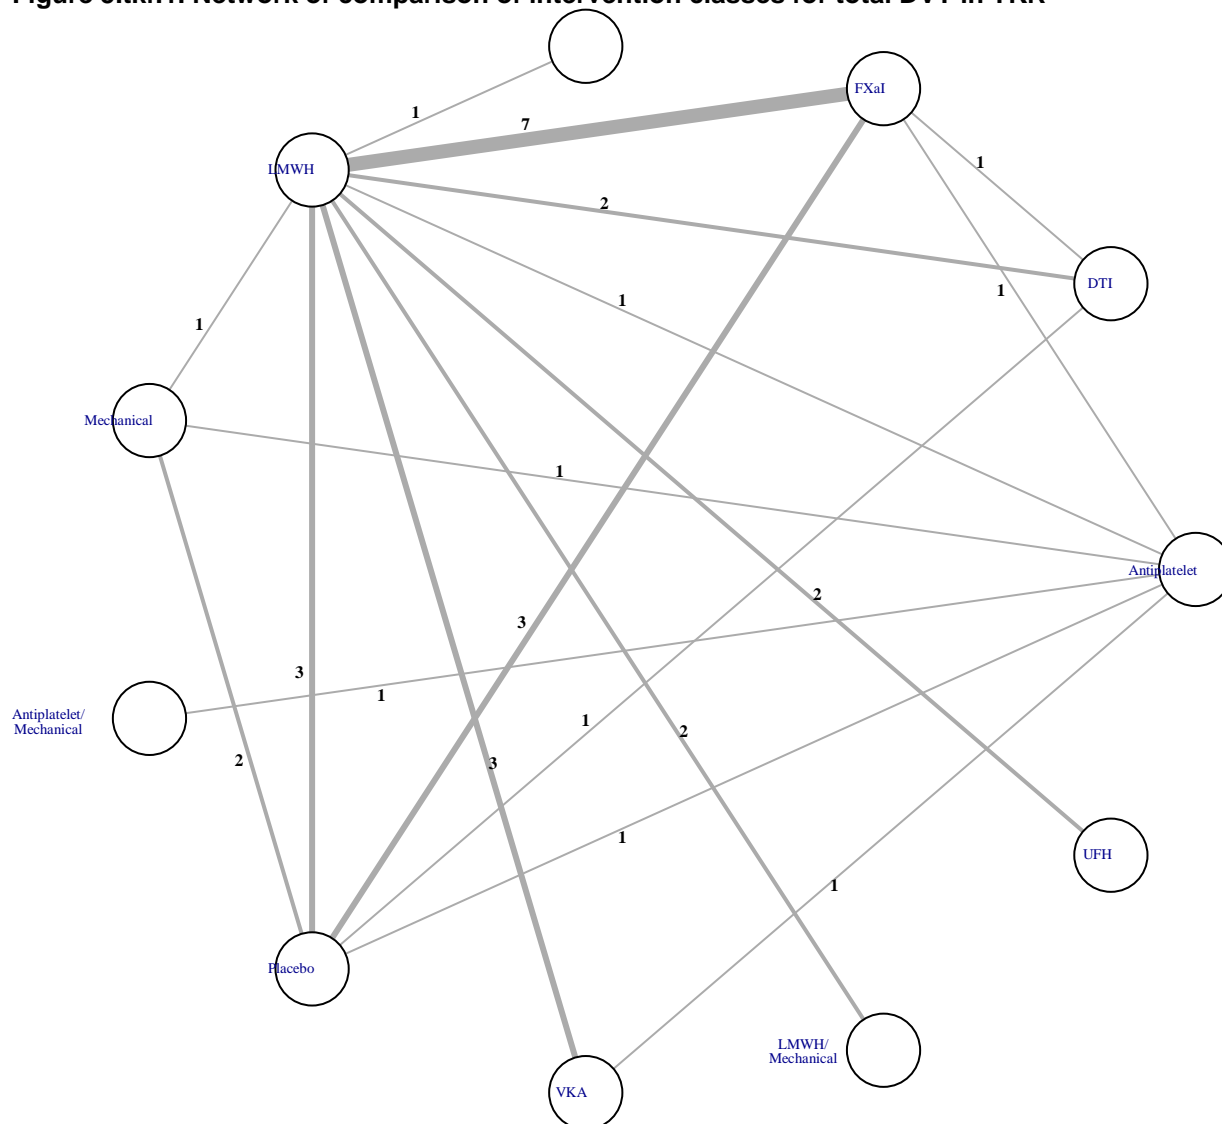 1
FXaI
7
LMWH
1
2
DTI
1
1
1
Mechanical
1
Antiplatelet
2
3
3
1
Antiplatelet/
Mechanical
1
2
2
3
1
UFH
1
Placebo
LMWH/
Mechanical
VKA